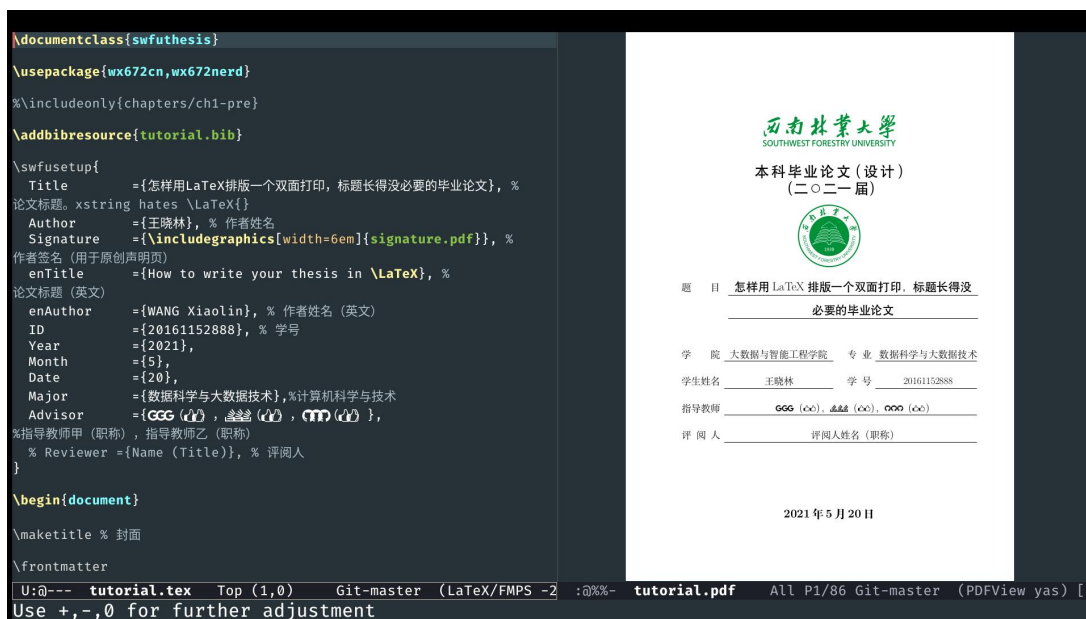 \documentclass{swfuthesis}
\usepackage{wx672cn,wx672nerd}
%\includeonly{chapters/ch1-pre}
\addbibresource{tutorial.bib}
\swfusetup{
Title ={怎样用LaTeX排版一个双面打印，标题长得没必要的毕业论文}, %
论文标题。xstring hates \LaTeX{}
Author ={王晓林}, % 作者姓名
Signature ={\includegraphics[width=6em]{signature.pdf}}, %
作者签名（用于原创声明页）
enTitle ={How to write your thesis in \LaTeX}, %
论文标题（英文）
enAuthor ={WANG Xiaolin}, % 作者姓名（英文）
ID ={20161152888}, % 学号
Year ={2021},
Month ={5},
Date ={20},
Major ={数据科学与大数据技术},%计算机科学与技术
Advisor ={
%指导教师甲（职称），指导教师乙（职称）
% Reviewer ={Name (Title)}, % 评阅人
}
\begin{document}
\maketitle % 封面
\frontmatter
U:@--- tutorial.tex Top (1,0) Git-master (LaTeX/FMPS -2
Use +,-,0 for further adjustment
西南林业大學
SOUTHWEST FORESTRY UNIVERSITY
本科毕业论文（设计）
（二○二一届）
题 目 怎样用 LaTeX 排版一个双面打印，标题长得没
必要的毕业论文
学 院 大数据与智能工程学院 专 业 数据科学与大数据技术
学生姓名 王晓林 学 号 20161152888
指导教师
评 阅 人 评阅人姓名（职称）
2021 年 5 月 20 日
:@%%- tutorial.pdf All P1/86 Git-master (PDFView yas) [